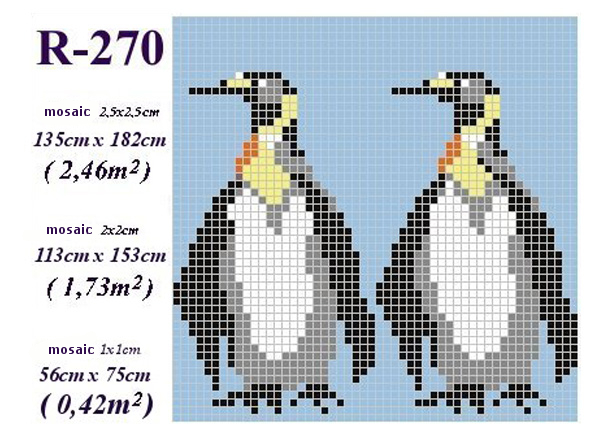 R-270
mosaic 2,5x2,5cm
135cm x 182cm
( 2,46m²)
mosaic 2x2cm
113cm x 153cm
( 1,73m²)
mosaic 1x1cm
56cm x 75cm
( 0,42m²)